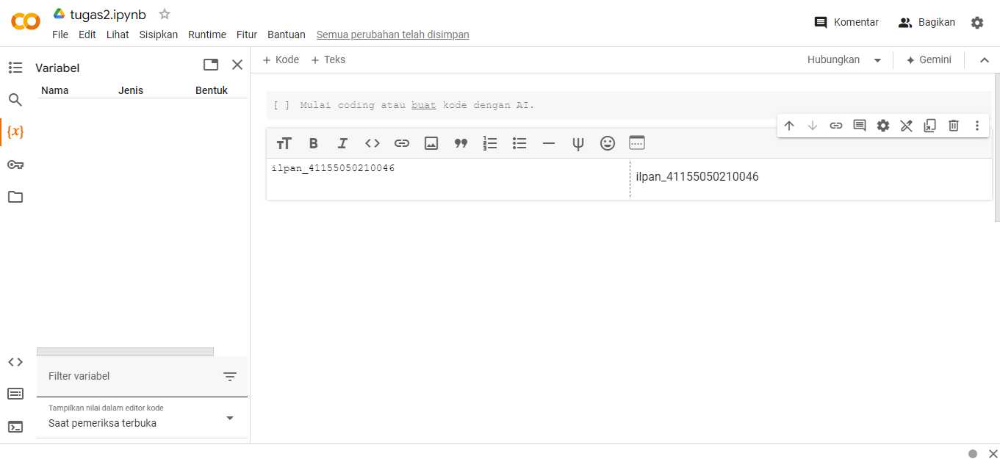 tugas2.ipynb
File Edit Lihat Sisipkan Runtime Fitur Bantuan Semua perubahan telah disimpan
Komentar Bagikan
Variabel
Nama Jenis Bentuk
{x}
+ Kode + Teks
Hubungkan Gemini
[ ] Mulai coding atau buat kode dengan AI.
ilpan_41155050210046
ilpan_41155050210046
Filter variabel
Tampilkan nilai dalam editor kode
Saat pemeriksa terbuka